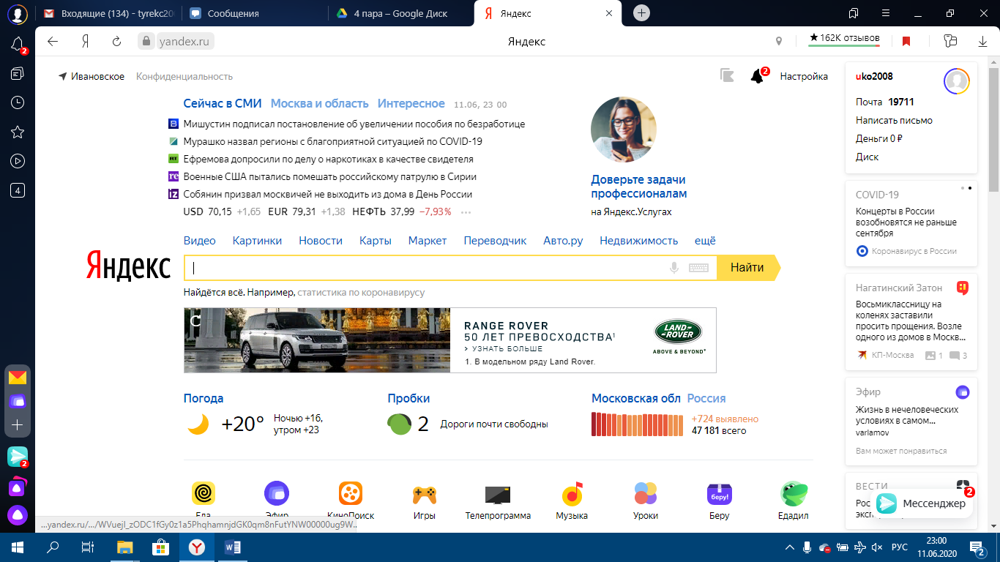 Входящие (134) - tyrekc20
Сообщения
4 пара – Google Диск
Яндекс
yandex.ru
Яндекс
★ 162K отзывов
2
4
2
Ивановское
Конфиденциальность
2
Настройка
Сейчас в СМИ Москва и область Интересное 11.06, 23 00
Мишустин подписал постановление об увеличении пособия по безработице
Мурашко назвал регионы с благоприятной ситуацией по COVID-19
Ефремова допросили по делу о наркотиках в качестве свидетеля
Военные США пытались помешать российскому патрулю в Сирии
Собянин призвал москвичей не выходить из дома в День России
USD 70,15 +1,65 EUR 79,31 +1,38 НЕФТЬ 37,99 −7,93% ···
Доверьте задачи
профессионалам
на Яндекс.Услугах
Видео Картинки Новости Карты Маркет Переводчик Авто.ру Недвижимость ещё
Яндекс
Найти
Найдётся всё. Например, статистика по коронавирусу
RANGE ROVER
50 ЛЕТ ПРЕВОСХОДСТВА¹
> УЗНАТЬ БОЛЬШЕ
1. В модельном ряду Land Rover.
LAND-
ROVER
ABOVE & BEYOND
Погода
+20°
Ночью +16,
утром +23
Пробки
2 Дороги почти свободны
Московская обл Россия
+724 выявлено
47 181 всего
Еда
Эфир
КиноПоиск
Игры
Телепрограмма
Музыка
Уроки
беру!
Беру
Едадил
uko2008
Почта 19711
Написать письмо
Деньги 0 ₽
Диск
COVID-19
Концерты в России
возобновятся не раньше
сентября
Коронавирус в России
Нагатинский Затон
Восьмиклассницу на
коленях заставили
просить прощения. Возле
одного из домов в Москв...
КП-Москва 1 3
Эфир
Жизнь в нечеловеческих
условиях в самом...
varlamov
Вам может понравиться
ВЕСТИ
Рос
эксп
Мессенджер
2
РУС
23:00
11.06.2020
2